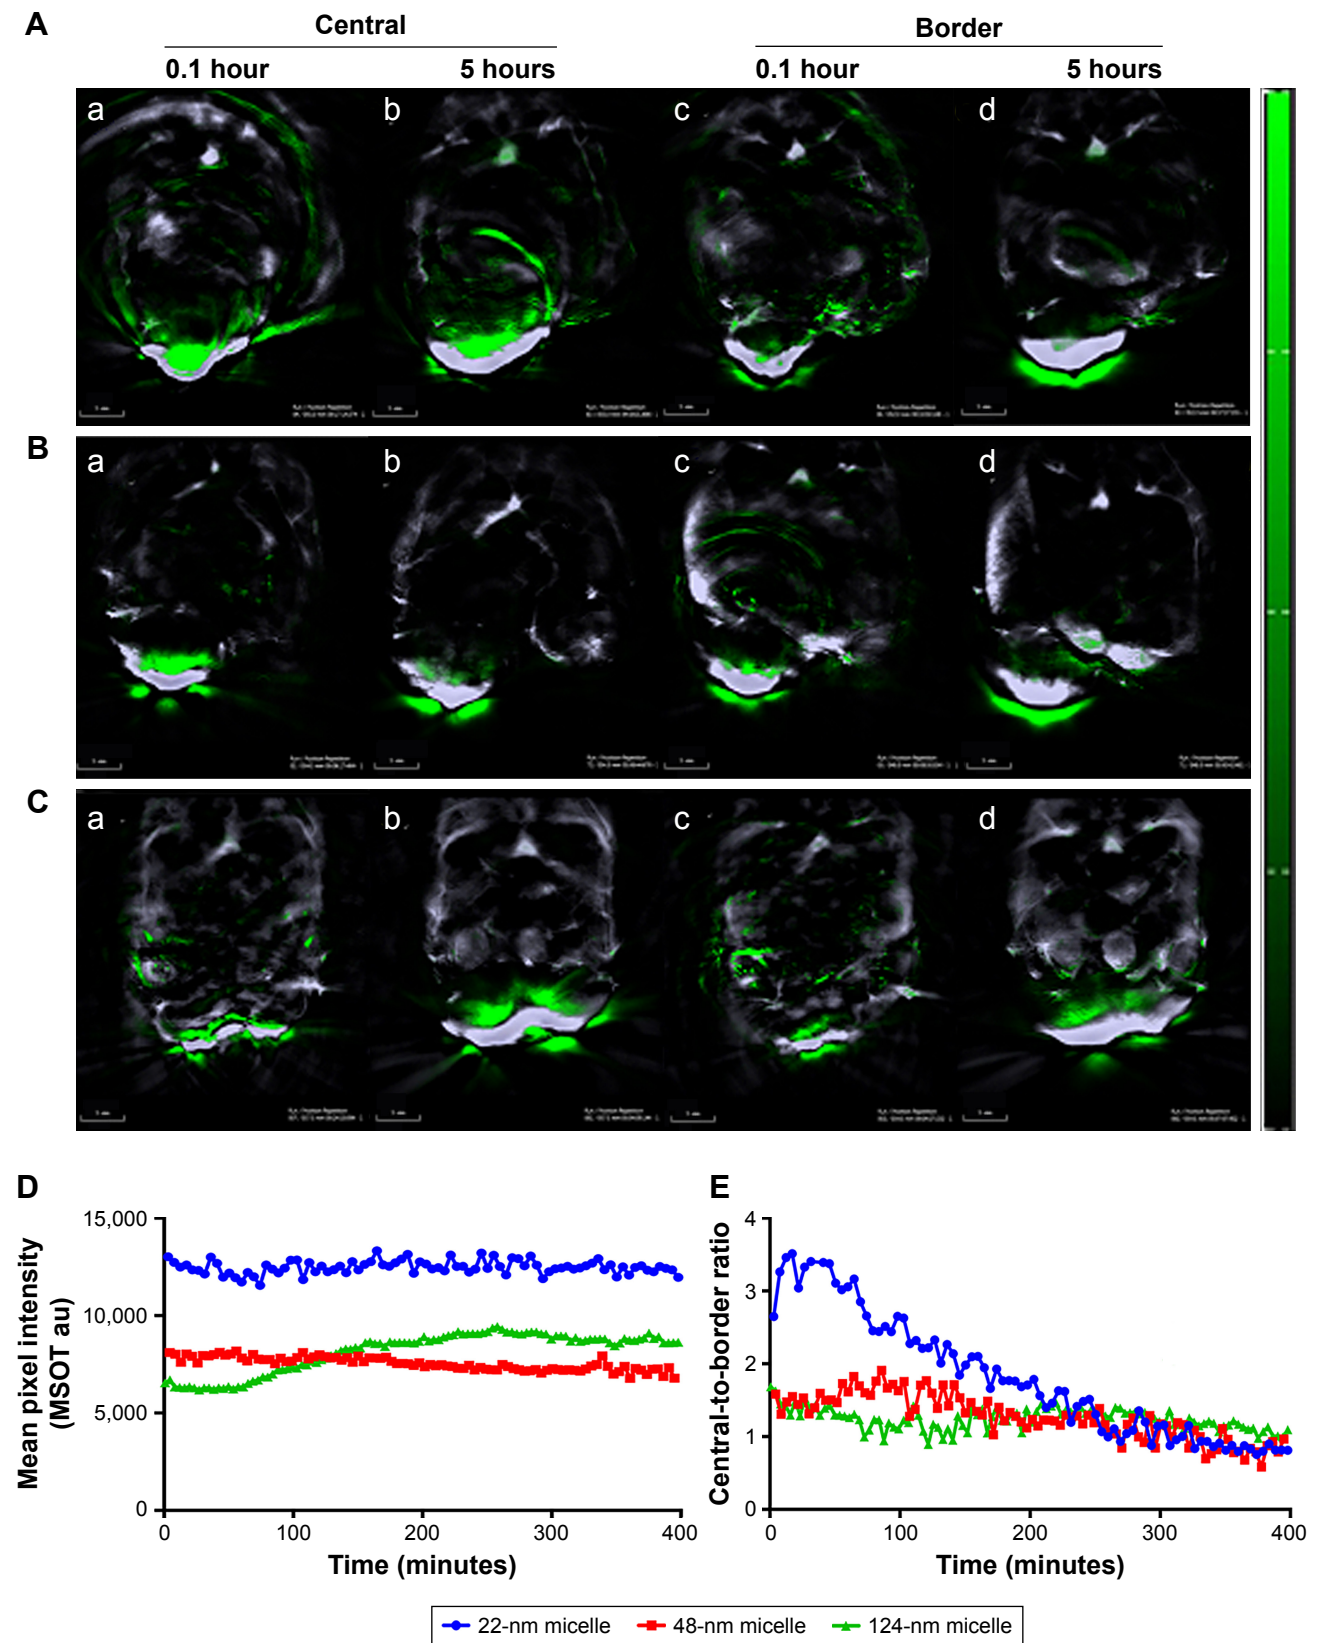 A
Central
Border
0.1 hour
5 hours
0.1 hour
5 hours
a
b
c
d
B
a
b
c
d
C
a
b
c
d
D
E
Mean pixel intensity
(MSOT au)
15,000
10,000
5,000
0
0
100
200
300
400
Time (minutes)
Central-to-border ratio
4
3
2
1
0
0
100
200
300
400
Time (minutes)
22-nm micelle
48-nm micelle
124-nm micelle